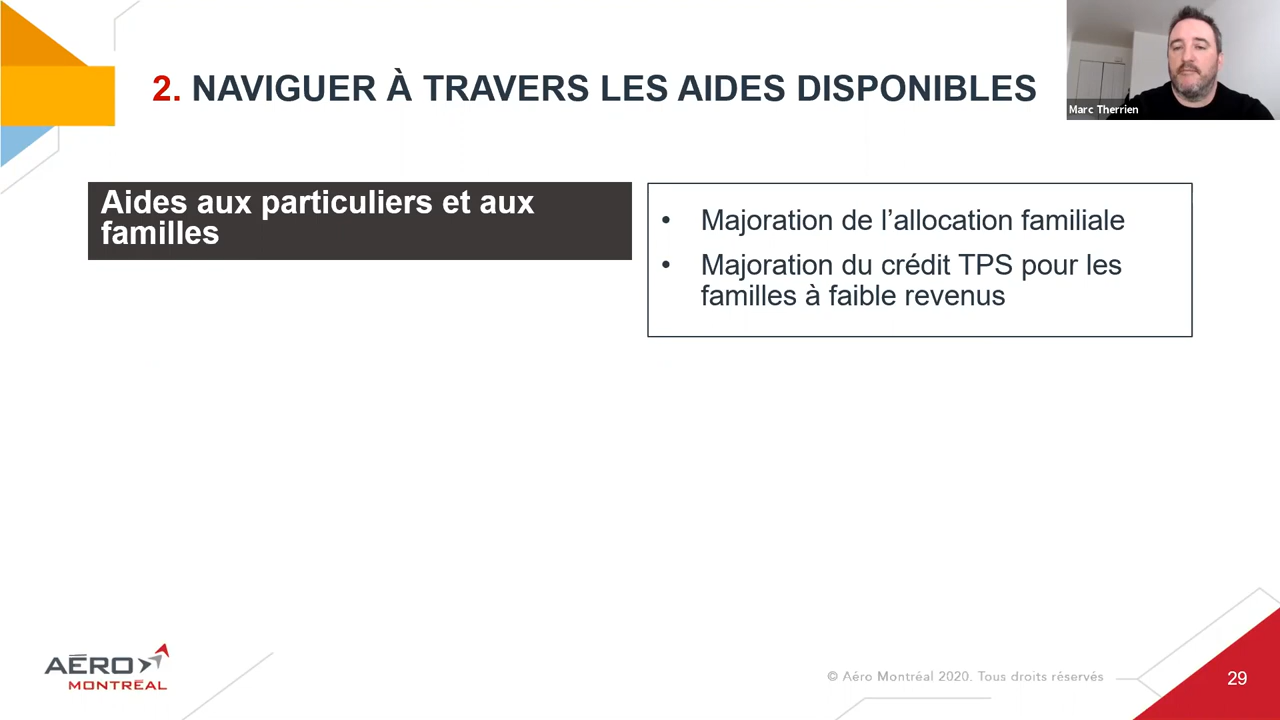 2. NAVIGUER À TRAVERS LES AIDES DISPONIBLES
Marc Therrien
Aides aux particuliers et aux
familles
• Majoration de l’allocation familiale
• Majoration du crédit TPS pour les
familles à faible revenus
AÉRO
MONTRÉAL
© Aéro Montréal 2020. Tous droits réservés
29